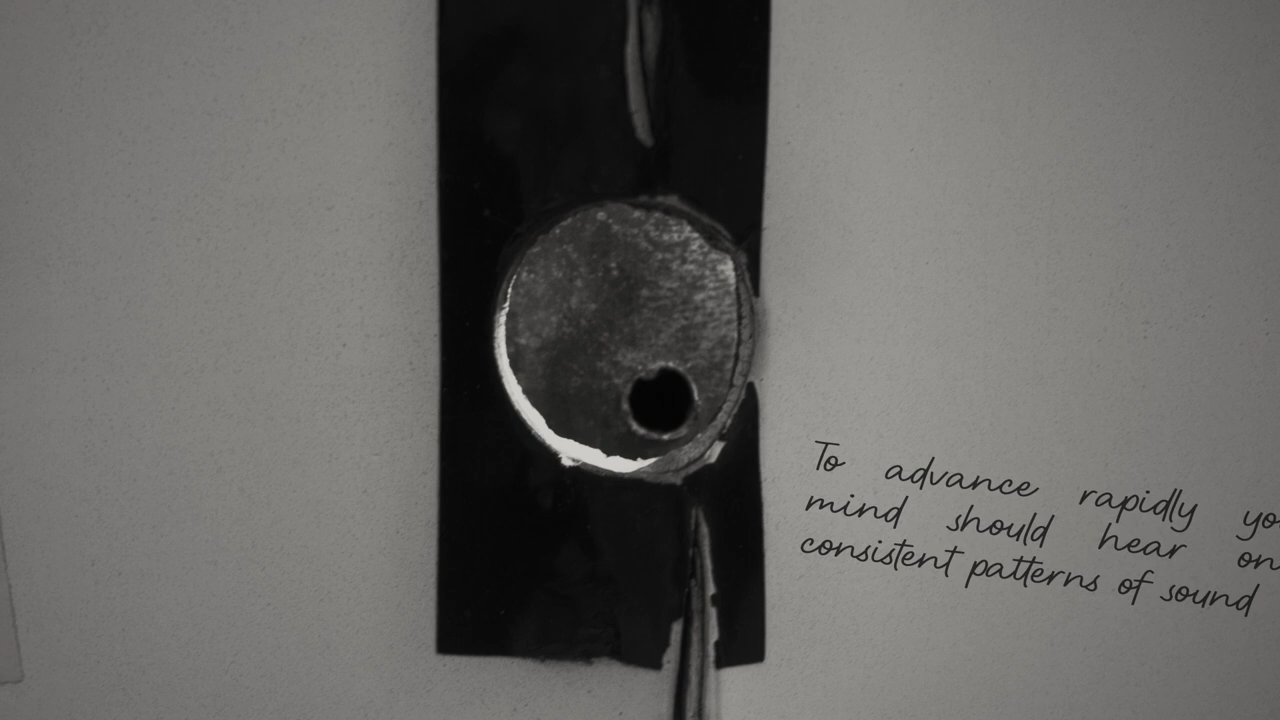 To advance rapidly
mind should hear
consistent patterns of sound